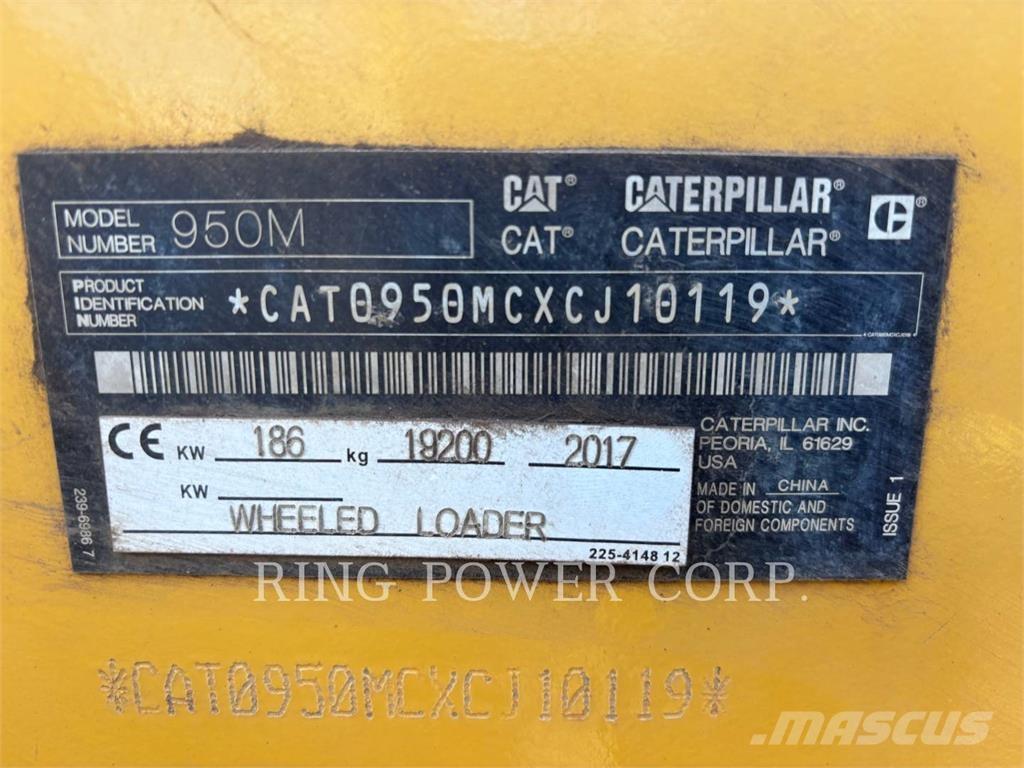 CAT® CATERPILLAR®
CAT® CATERPILLAR® C®
MODEL NUMBER 950M
PRODUCT IDENTIFICATION NUMBER *CAT0950MCXCJ10119*
CE KW 186 kg 19200 2017
KW
WHEELED LOADER
225-4148 12
239-6986 7
CATERPILLAR INC.
PEORIA, IL 61629
USA
MADE IN CHINA
OF DOMESTIC AND
FOREIGN COMPONENTS
ISSUE 1
RING POWER CORP.
*CAT0950MCXCJ10119*
MASCUS